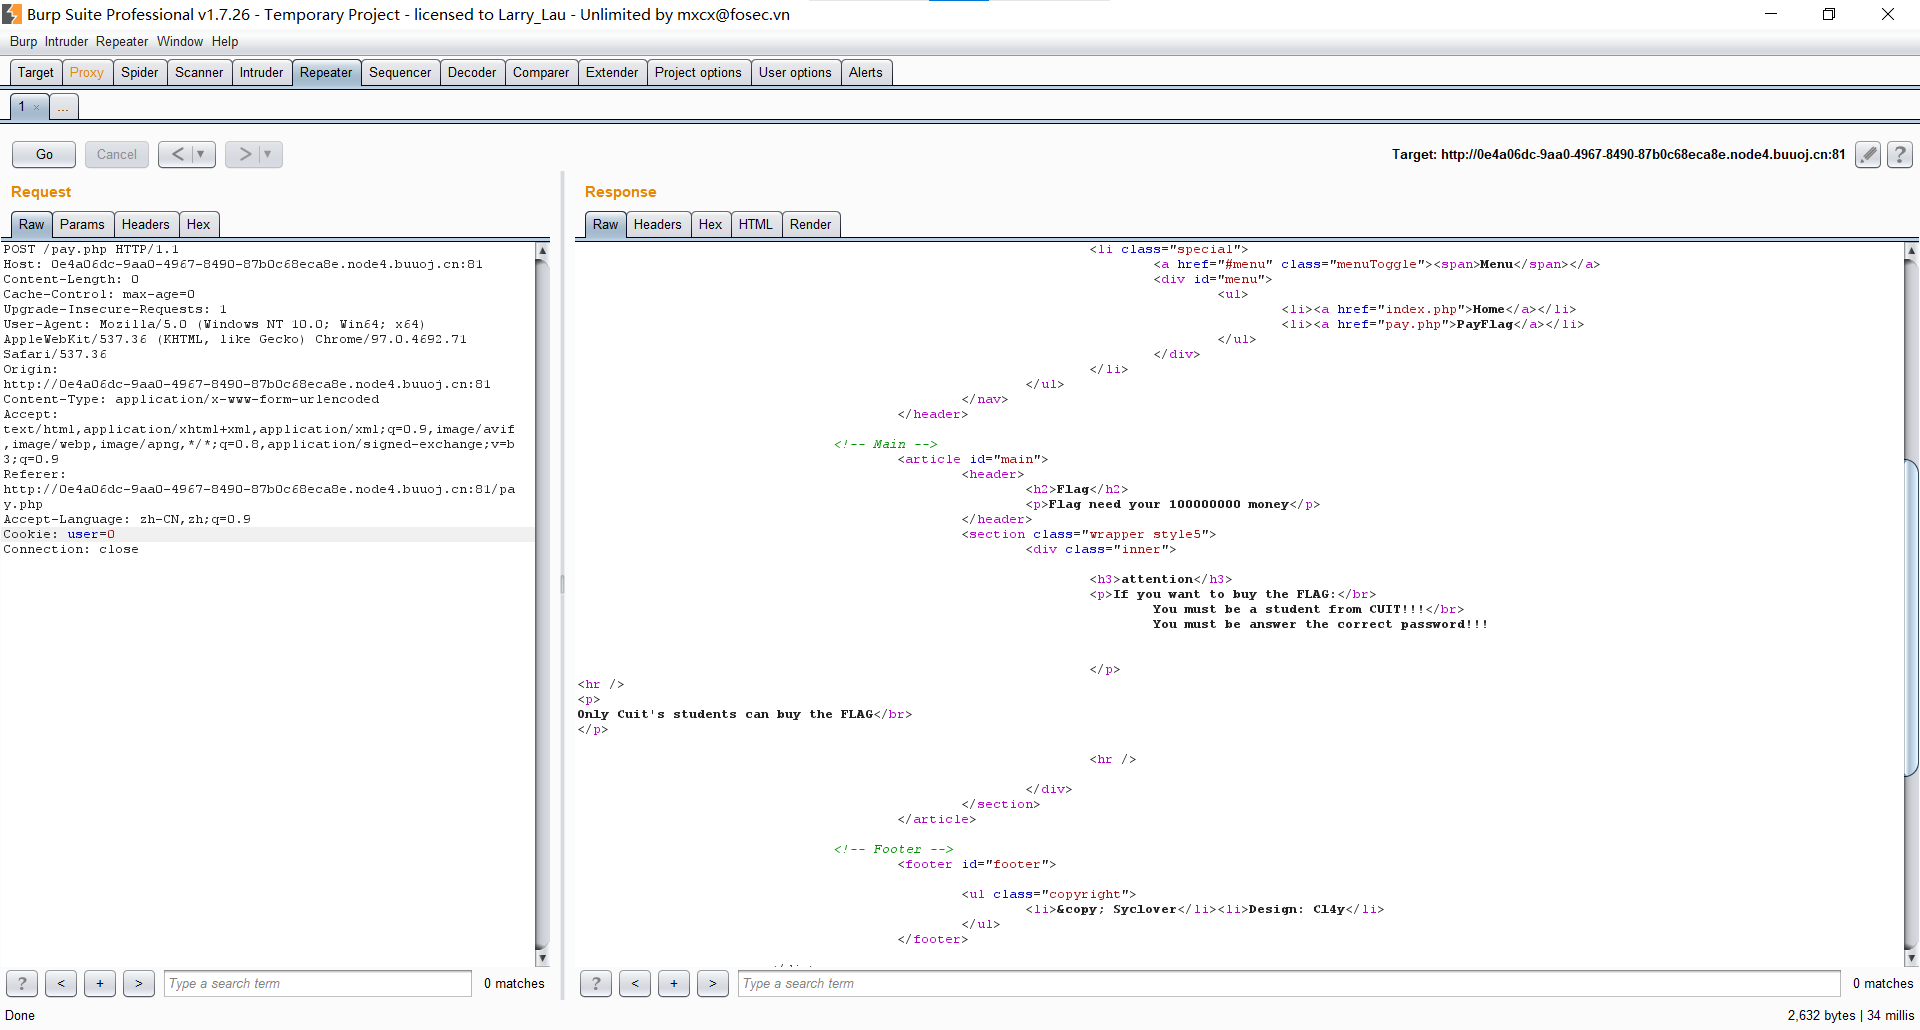 Burp Suite Professional v1.7.26 - Temporary Project - licensed to Larry_Lau - Unlimited by mxcx@fosec.vn
Burp Intruder Repeater Window Help
Target Proxy Spider Scanner Intruder Repeater Sequencer Decoder Comparer Extender Project options User options Alerts
1 × ...
Go Cancel < > Target: http://0e4a06dc-9aa0-4967-8490-87b0c68eca8e.node4.buuoj.cn:81 ?
Request
Raw Params Headers Hex
POST /pay.php HTTP/1.1
Host: 0e4a06dc-9aa0-4967-8490-87b0c68eca8e.node4.buuoj.cn:81
Content-Length: 0
Cache-Control: max-age=0
Upgrade-Insecure-Requests: 1
User-Agent: Mozilla/5.0 (Windows NT 10.0; Win64; x64)
AppleWebKit/537.36 (KHTML, like Gecko) Chrome/97.0.4692.71
Safari/537.36
Origin:
http://0e4a06dc-9aa0-4967-8490-87b0c68eca8e.node4.buuoj.cn:81
Content-Type: application/x-www-form-urlencoded
Accept:
text/html,application/xhtml+xml,application/xml;q=0.9,image/avif
,image/webp,image/apng,*/*;q=0.8,application/signed-exchange;v=b
3;q=0.9
Referer:
http://0e4a06dc-9aa0-4967-8490-87b0c68eca8e.node4.buuoj.cn:81/pa
y.php
Accept-Language: zh-CN,zh;q=0.9
Cookie: user=0
Connection: close
? < + > Type a search term 0 matches
Response
Raw Headers Hex HTML Render
<li class="special">
<a href="#menu" class="menuToggle"><span>Menu</span></a>
<div id="menu">
<ul>
<li><a href="index.php">Home</a></li>
<li><a href="pay.php">PayFlag</a></li>
</ul>
</div>
</li>
</ul>
</nav>
</header>
<!-- Main -->
<article id="main">
<header>
<h2>Flag</h2>
<p>Flag need your 100000000 money</p>
</header>
<section class="wrapper style5">
<div class="inner">
<h3>attention</h3>
<p>If you want to buy the FLAG:</br>
You must be a student from CUIT!!!</br>
You must be answer the correct password!!!
</p>
<hr />
<p>
Only Cuit's students can buy the FLAG</br>
</p>
<hr />
</div>
</section>
</article>
<!-- Footer -->
<footer id="footer">
<ul class="copyright">
<li>&copy; Syclover</li><li>Design: Cl4y</li>
</ul>
</footer>
? < + > Type a search term 0 matches
Done 2,632 bytes | 34 millis